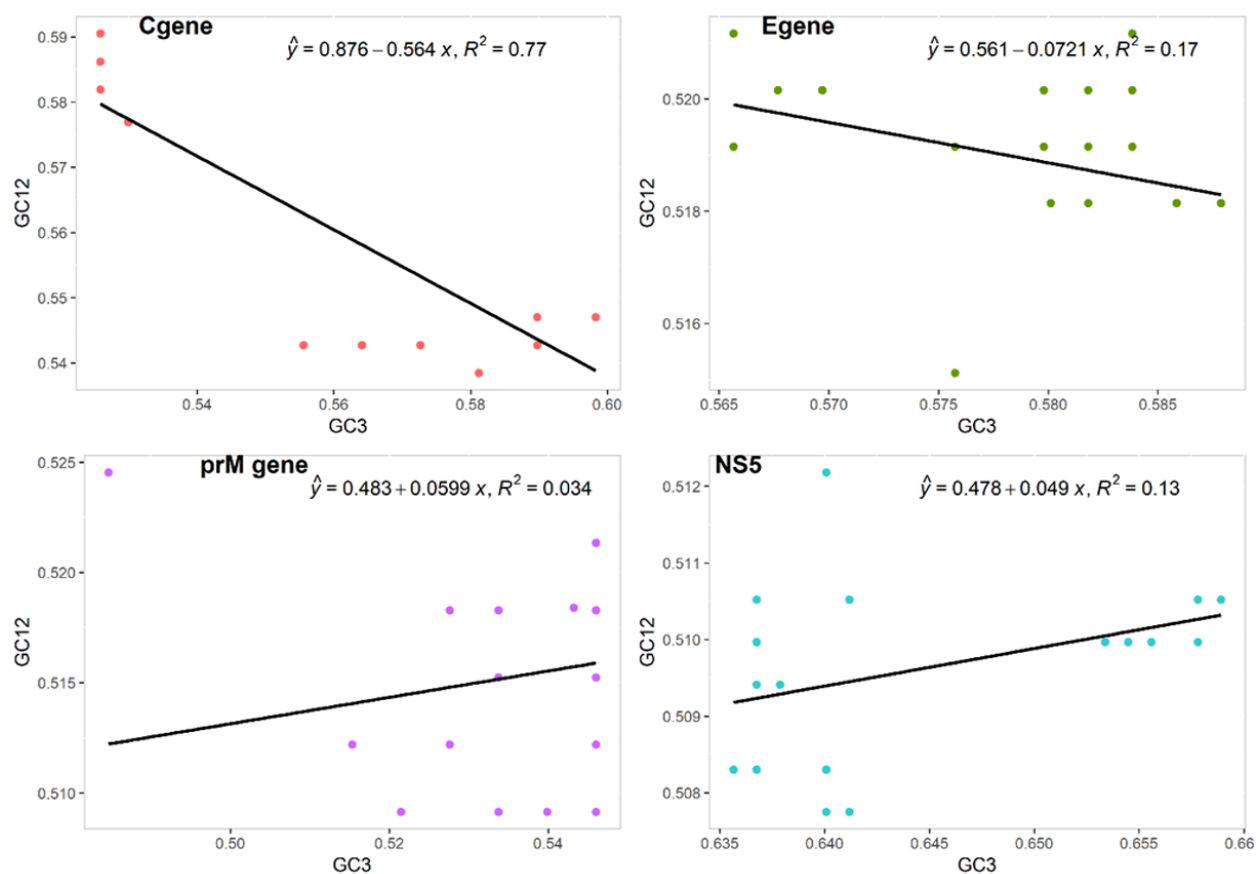 Cgene
ŷ = 0.876 − 0.564 x, R² = 0.77
0.59
0.58
0.57
0.56
0.55
0.54
GC12
0.54 0.56 0.58 0.60
GC3
Egene
ŷ = 0.561 − 0.0721 x, R² = 0.17
0.520
0.518
0.516
GC12
0.565 0.570 0.575 0.580 0.585
GC3
prM gene
ŷ = 0.483 + 0.0599 x, R² = 0.034
0.525
0.520
0.515
0.510
GC12
0.50 0.52 0.54
GC3
NS5
ŷ = 0.478 + 0.049 x, R² = 0.13
0.512
0.511
0.510
0.509
0.508
GC12
0.635 0.640 0.645 0.650 0.655 0.66
GC3